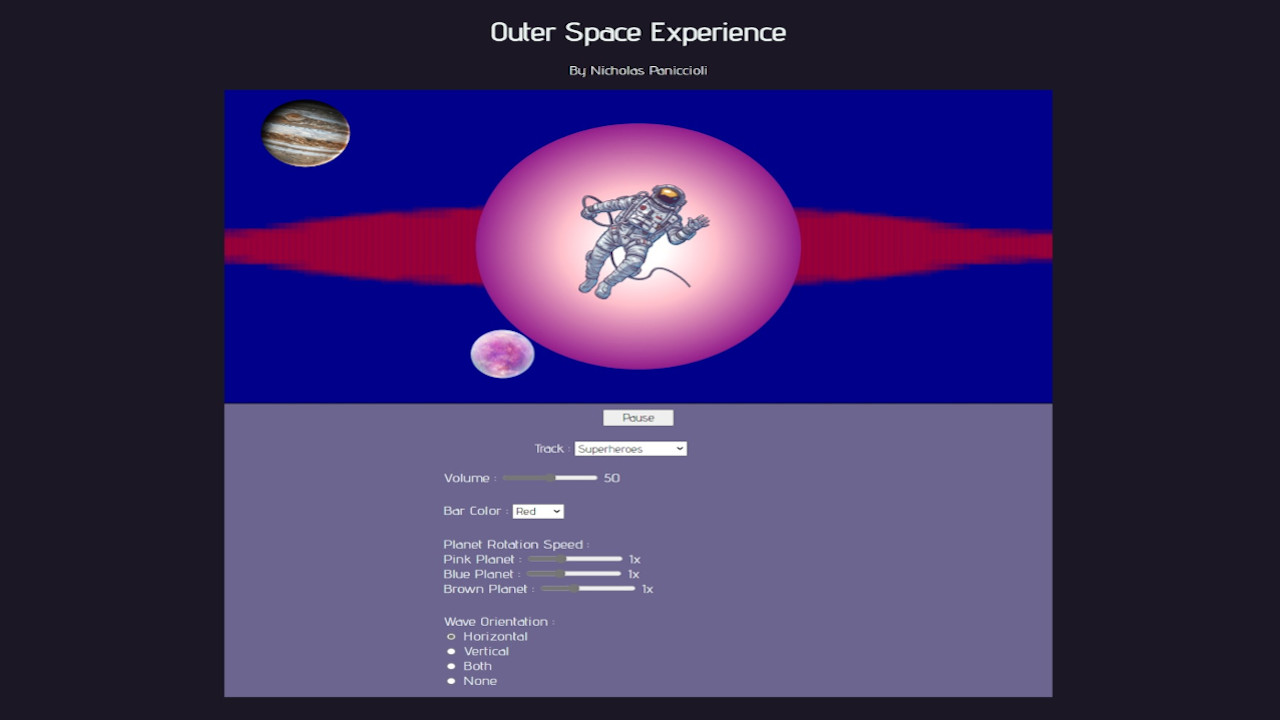 Outer Space Experience
By Nicholas Paniccioli
Pause
Track : Superheroes
Volume : 50
Bar Color : Red
Planet Rotation Speed :
Pink Planet : 1x
Blue Planet : 1x
Brown Planet : 1x
Wave Orientation :
Horizontal
Vertical
Both
None